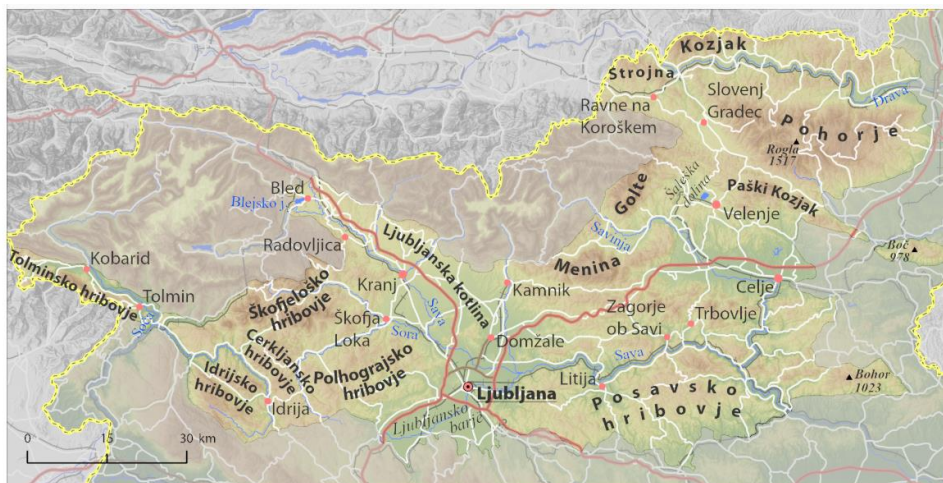 Kozjak
Strojna
Ravne na
Koroškem
Slovenj
Gradec
Drava
Pohorje
Rogla
1517
Bled
Blejsko j.
Golte
Šaleška
dolina
Paški Kozjak
Velenje
Radovljica
Ljubljanska kotlina
Savinja
Boč
978
Kobarid
Tolminsko hribovje
Tolmin
Soča
Škofjeloško
hribovje
Kranj
Menina
Kamnik
Celje
Škofja
Loka
Sora
Sava
Zagorje
ob Savi
Trbovlje
Cerkljansko
hribovje
Domžale
Sava
Idrijsko
hribovje
Polhograjsko
hribovje
Litija
Bohor
1023
Idrija
Ljubljana
Posavsko
hribovje
Ljubljansko
barje
0 15 30 km